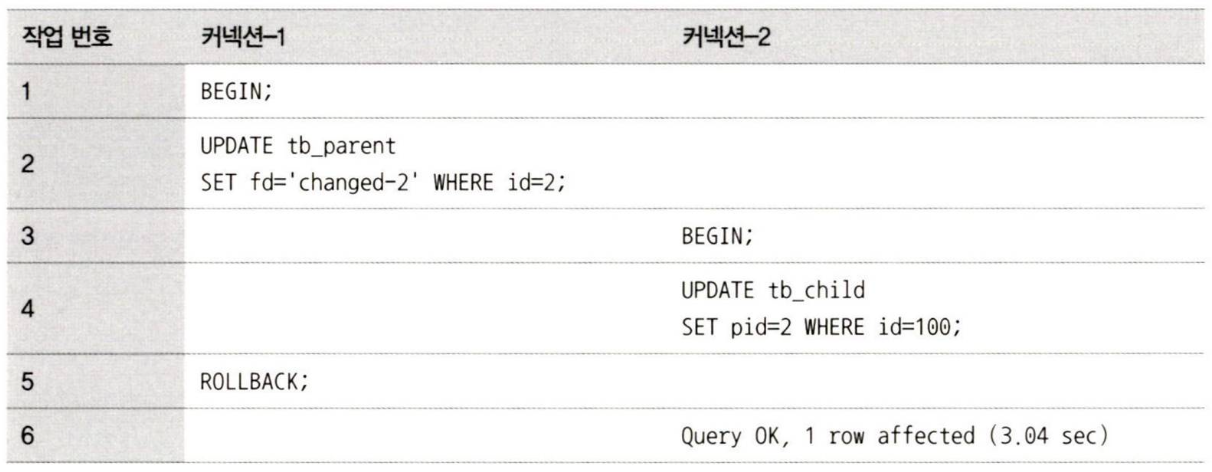 작업 번호 커넥션-1 커넥션-2
1 BEGIN;
2 UPDATE tb_parent
SET fd='changed-2' WHERE id=2;
3 BEGIN;
4 UPDATE tb_child
SET pid=2 WHERE id=100;
5 ROLLBACK;
6 Query OK, 1 row affected (3.04 sec)